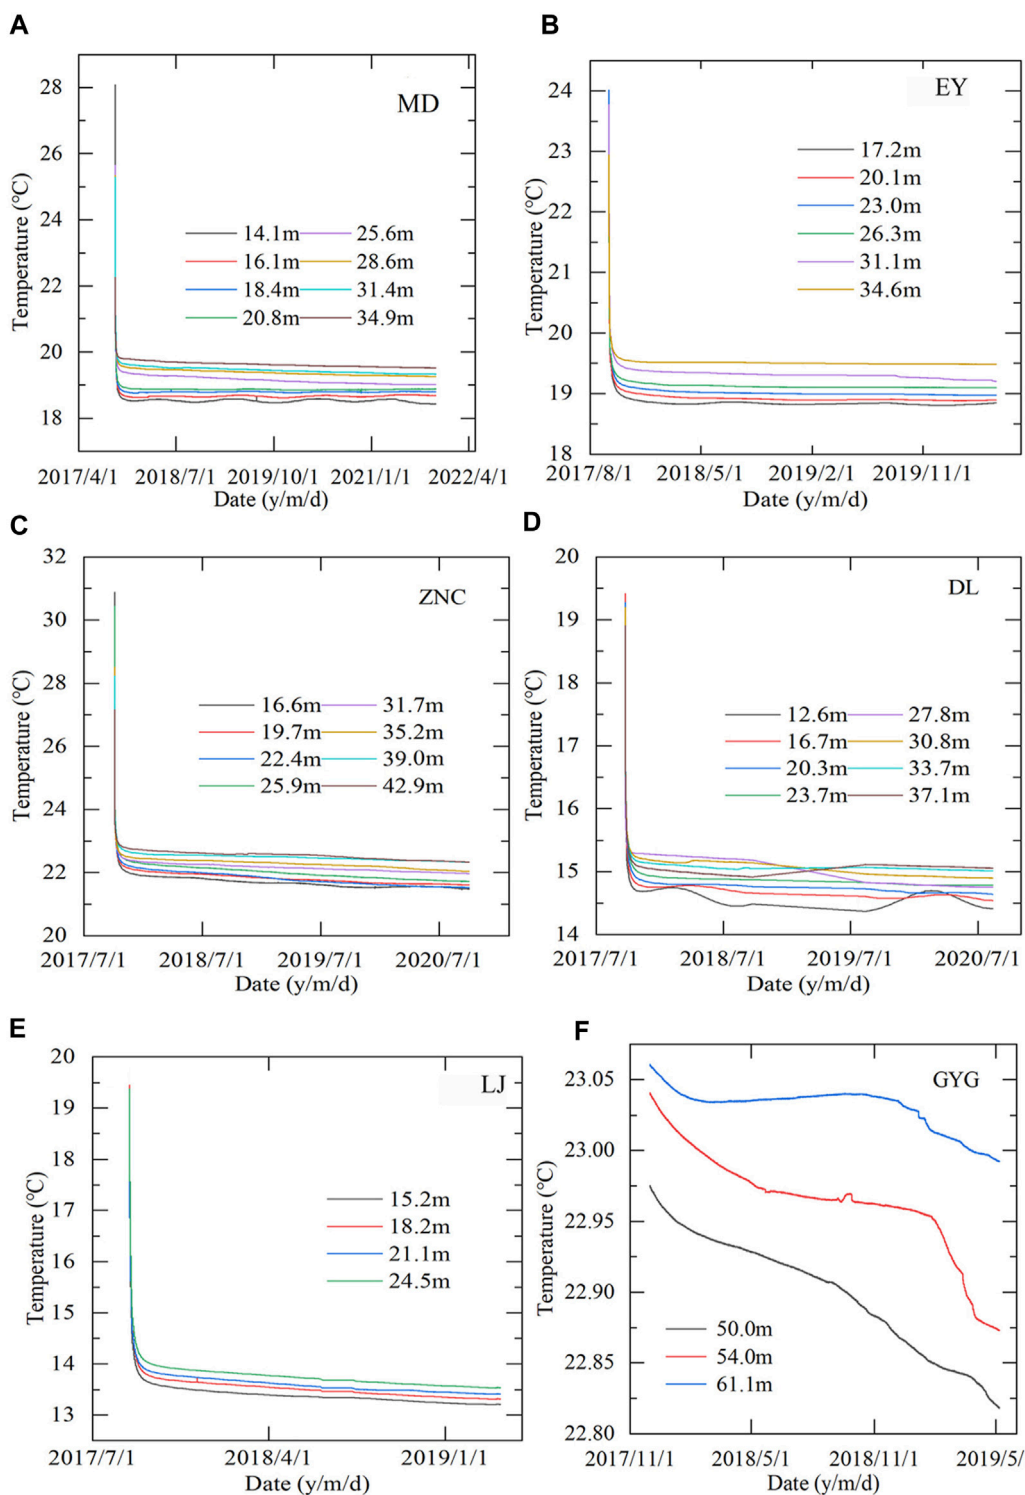 A
MD
28
26
24
22
20
18
Temperature (℃)
14.1m 25.6m
16.1m 28.6m
18.4m 31.4m
20.8m 34.9m
2017/4/1 2018/7/1 2019/10/1 2021/1/1 2022/4/1
Date (y/m/d)
B
EY
24
23
22
21
20
19
18
Temperature (℃)
17.2m
20.1m
23.0m
26.3m
31.1m
34.6m
2017/8/1 2018/5/1 2019/2/1 2019/11/1
Date (y/m/d)
C
ZNC
32
30
28
26
24
22
20
Temperature (℃)
16.6m 31.7m
19.7m 35.2m
22.4m 39.0m
25.9m 42.9m
2017/7/1 2018/7/1 2019/7/1 2020/7/1
Date (y/m/d)
D
DL
20
19
18
17
16
15
14
Temperature (℃)
12.6m 27.8m
16.7m 30.8m
20.3m 33.7m
23.7m 37.1m
2017/7/1 2018/7/1 2019/7/1 2020/7/1
Date (y/m/d)
E
LJ
20
19
18
17
16
15
14
13
Temperature (℃)
15.2m
18.2m
21.1m
24.5m
2017/7/1 2018/4/1 2019/1/1
Date (y/m/d)
F
GYG
23.05
23.00
22.95
22.90
22.85
22.80
Temperature (℃)
50.0m
54.0m
61.1m
2017/11/1 2018/5/1 2018/11/1 2019/5/
Date (y/m/d)